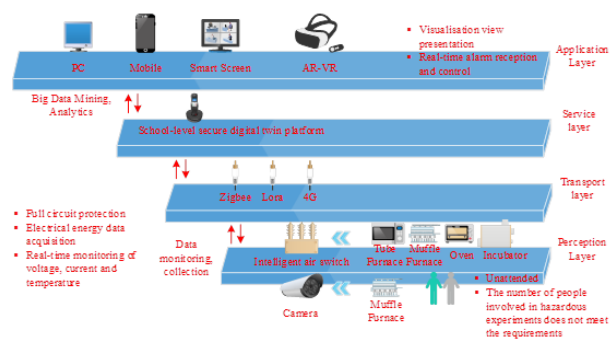 PC
Mobile
Smart Screen
AR-VR
▪ Visualisation view
presentation
▪ Real-time alarm reception
and control
Application
Layer
Big Data Mining,
Analytics
School-level secure digital twin platform
Service
layer
Zigbee
Lora
4G
Transport
layer
▪ Full circuit protection
▪ Electrical energy data
acquisition
▪ Real-time monitoring of
voltage, current and
temperature
Data
monitoring,
collection
Intelligent air switch
Tube
Furnace
Muffle
Furnace
Oven
Incubator
Perception
Layer
Camera
Muffle
Furnace
▪ Unattended
▪ The number of people
involved in hazardous
experiments does not meet
the requirements